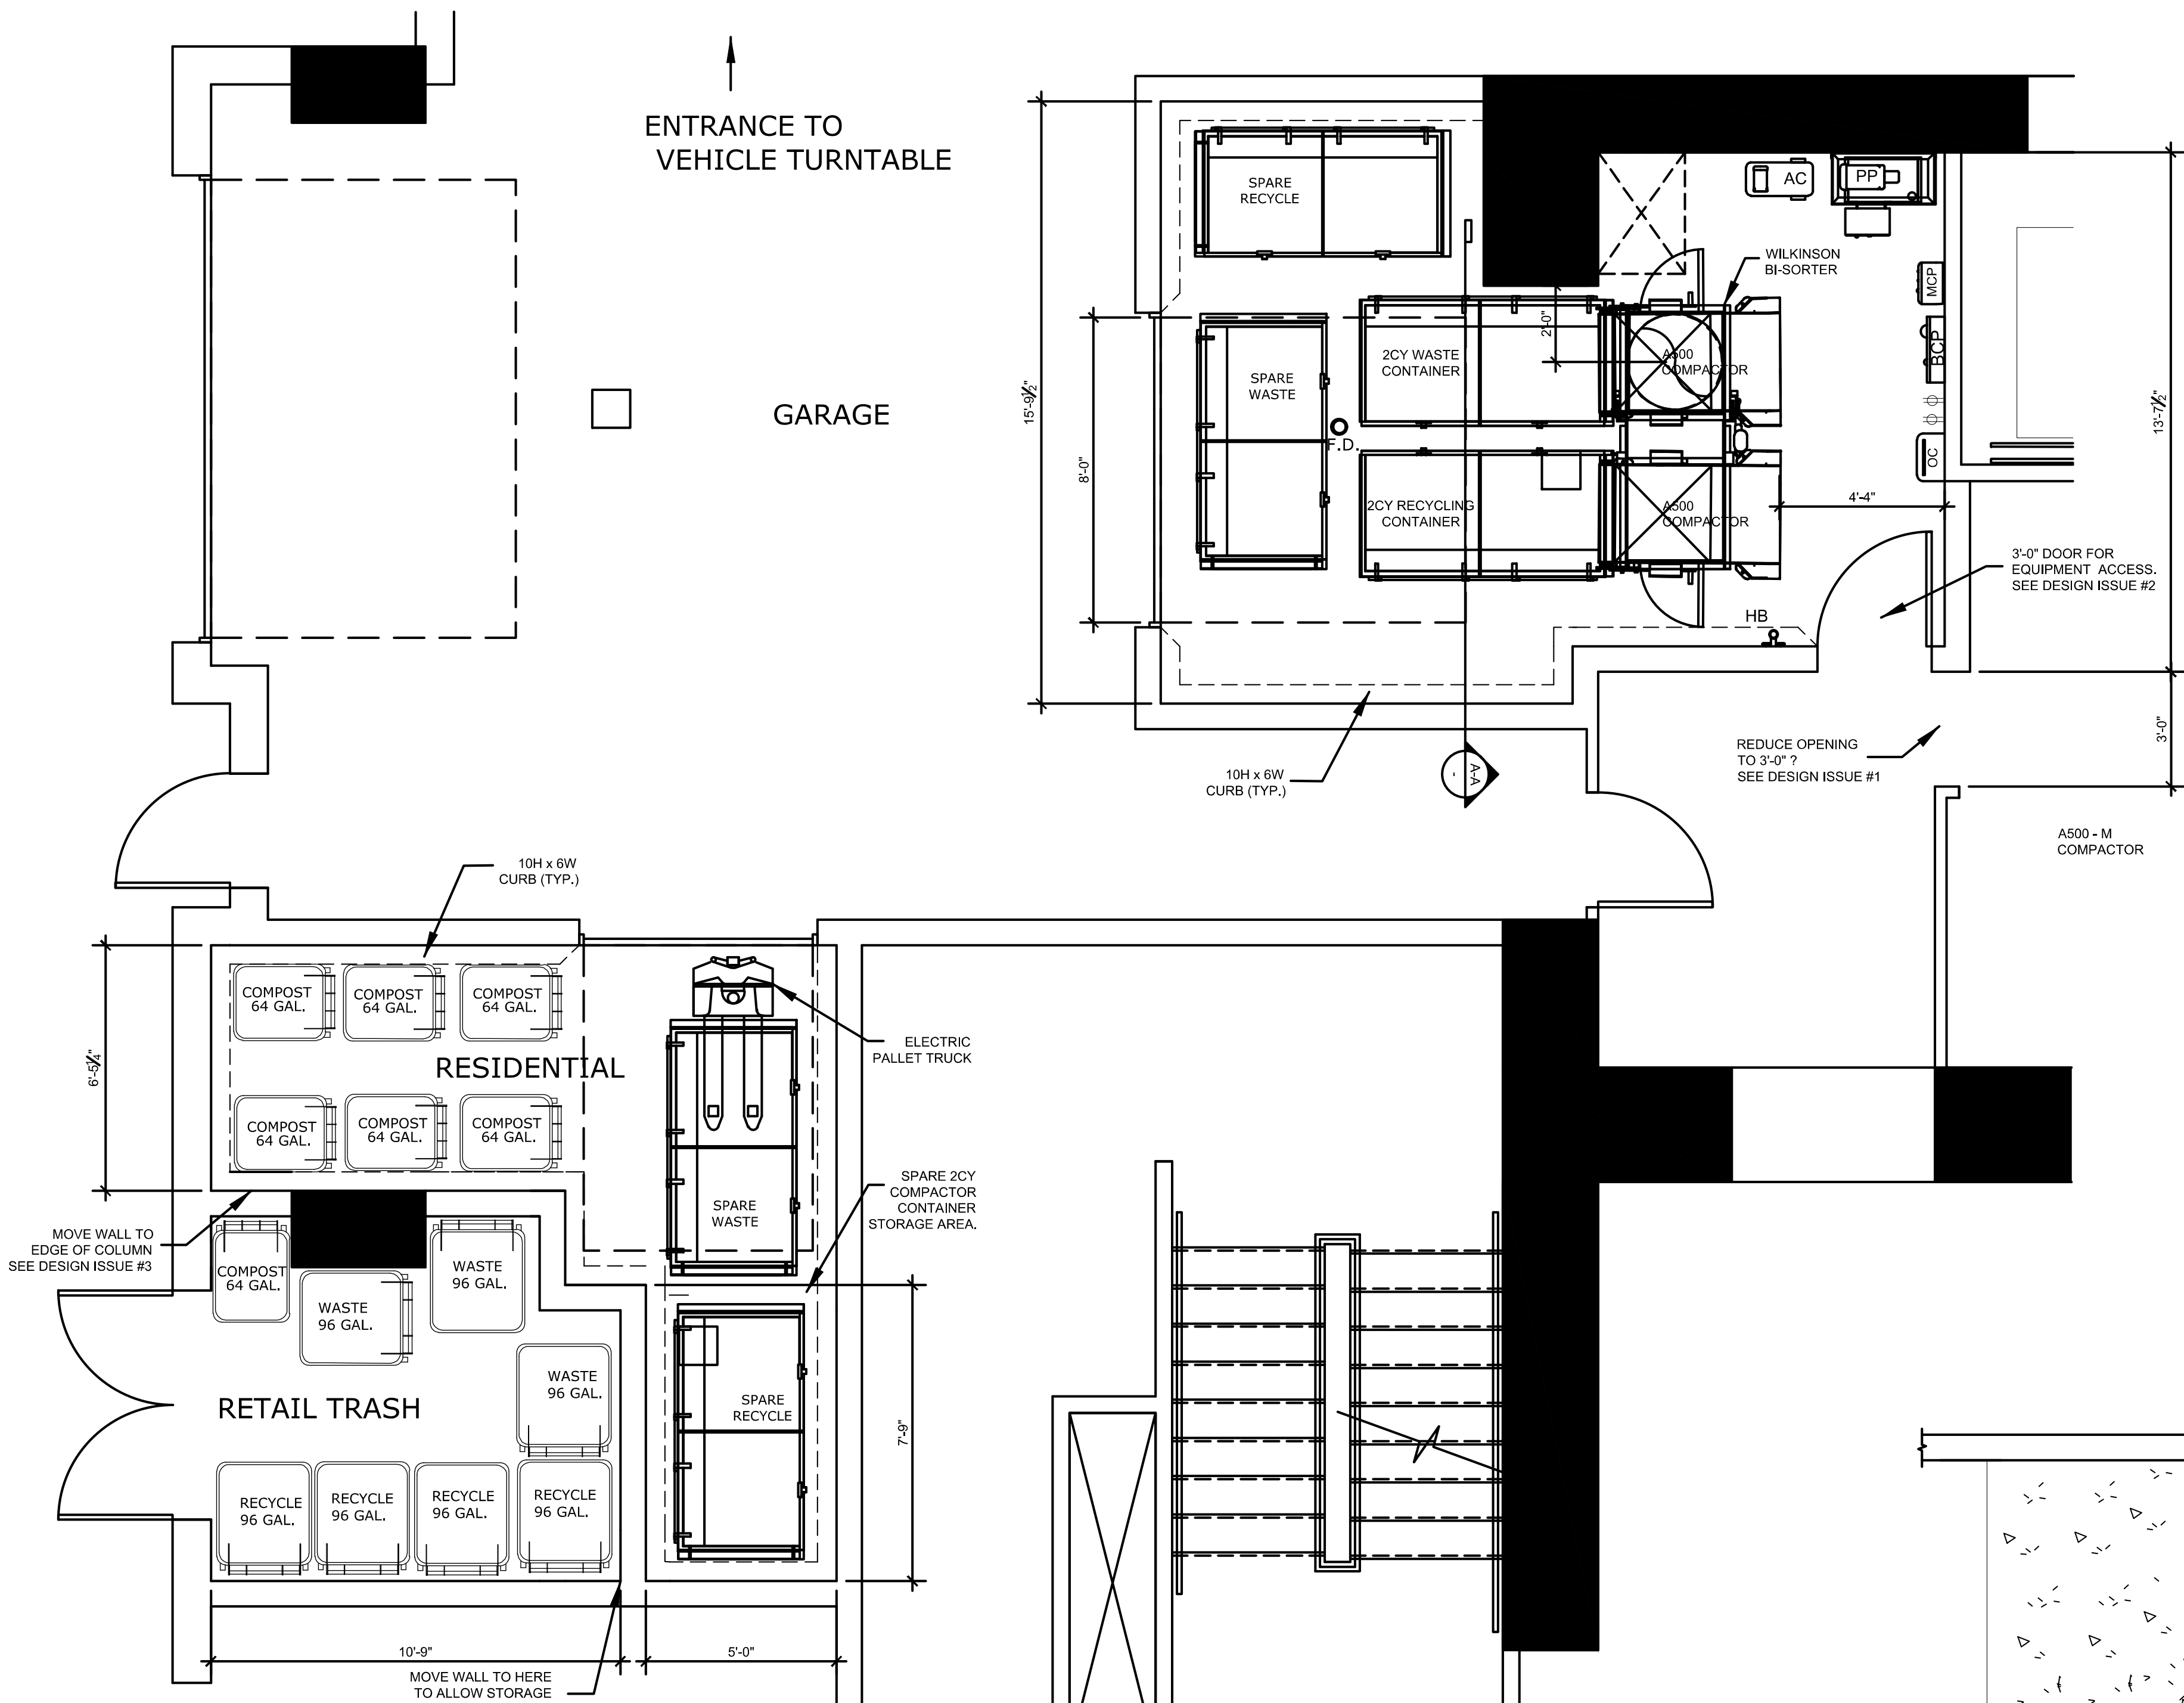 ENTRANCE TO
VEHICLE TURNTABLE
GARAGE
15'-9½"
8'-0"
SPARE
RECYCLE
SPARE
WASTE
F.D.
2CY WASTE
CONTAINER
2CY RECYCLING
CONTAINER
2'-0"
A500
COMPACTOR
A500
COMPACTOR
WILKINSON
BI-SORTER
AC
PP
MCP
BCP
OC
4'-4"
13'-7½"
3'-0"
HB
3'-0" DOOR FOR
EQUIPMENT ACCESS.
SEE DESIGN ISSUE #2
REDUCE OPENING
TO 3'-0" ?
SEE DESIGN ISSUE #1
10H x 6W
CURB (TYP.)
A-A
-
A500 - M
COMPACTOR
10H x 6W
CURB (TYP.)
6'-5¼"
COMPOST
64 GAL.
COMPOST
64 GAL.
COMPOST
64 GAL.
RESIDENTIAL
COMPOST
64 GAL.
COMPOST
64 GAL.
COMPOST
64 GAL.
ELECTRIC
PALLET TRUCK
SPARE
WASTE
SPARE 2CY
COMPACTOR
CONTAINER
STORAGE AREA.
MOVE WALL TO
EDGE OF COLUMN
SEE DESIGN ISSUE #3
COMPOST
64 GAL.
WASTE
96 GAL.
WASTE
96 GAL.
WASTE
96 GAL.
RETAIL TRASH
RECYCLE
96 GAL.
RECYCLE
96 GAL.
RECYCLE
96 GAL.
RECYCLE
96 GAL.
SPARE
RECYCLE
7'-9"
10'-9"
5'-0"
MOVE WALL TO HERE
TO ALLOW STORAGE